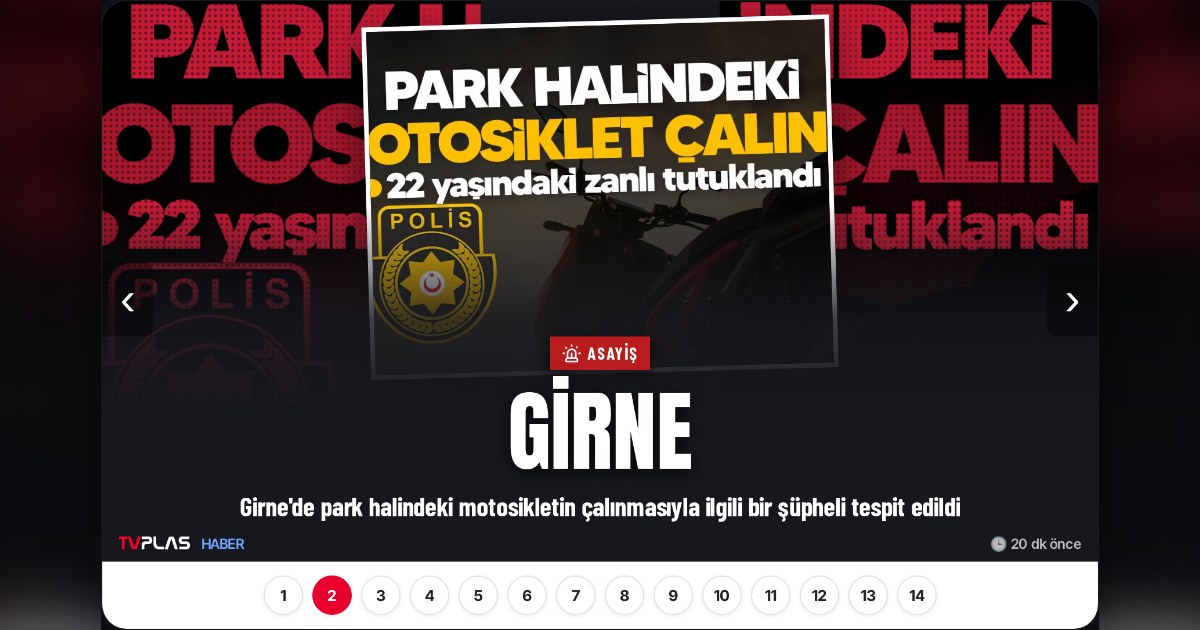 PARK HALİNDEKİ
OTOSİKLET ÇALIN
22 yaşındaki zanlı tutuklandı
POLİS
ASAYİŞ
GİRNE
Girne'de park halindeki motosikletin çalınmasıyla ilgili bir şüpheli tespit edildi
TVPLAS HABER
20 dk önce
1 2 3 4 5 6 7 8 9 10 11 12 13 14